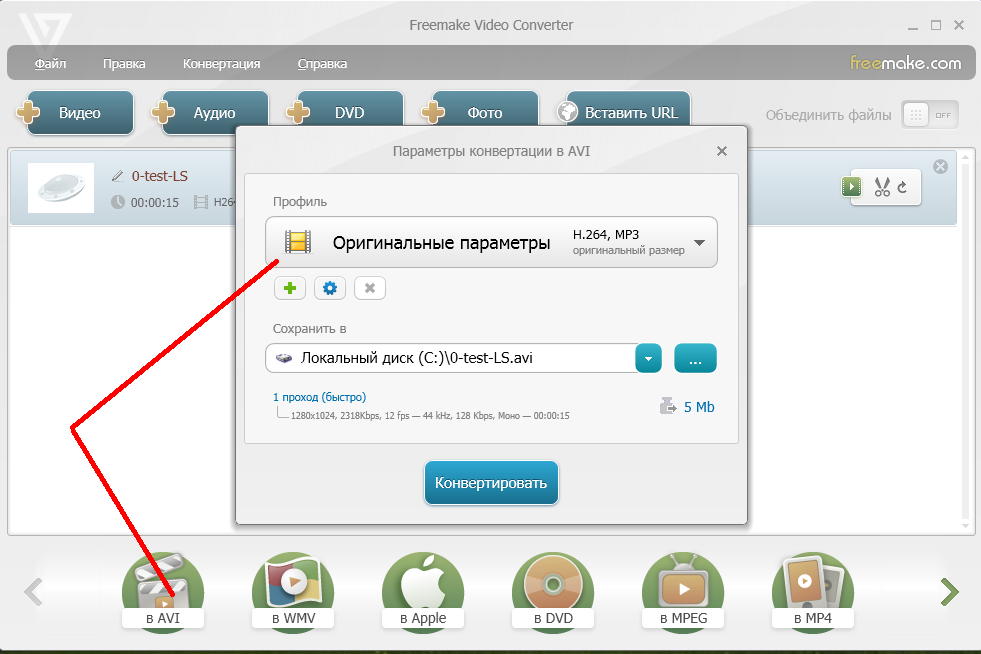 Freemake Video Converter
Файл Правка Конвертация Справка
freemake.com
Видео Аудио DVD Фото Вставить URL
Объединить файлы OFF
Параметры конвертации в AVI
0-test-LS
00:00:15 H26
Профиль
Оригинальные параметры
H.264, MP3
оригинальный размер
Сохранить в
Локальный диск (C:)\0-test-LS.avi
...
1 проход (быстро)
1280x1024, 2318Kbps, 12 fps — 44 kHz, 128 Kbps, Моно — 00:00:15
5 Mb
Конвертировать
в AVI в WMV в Apple в DVD в MPEG в MP4